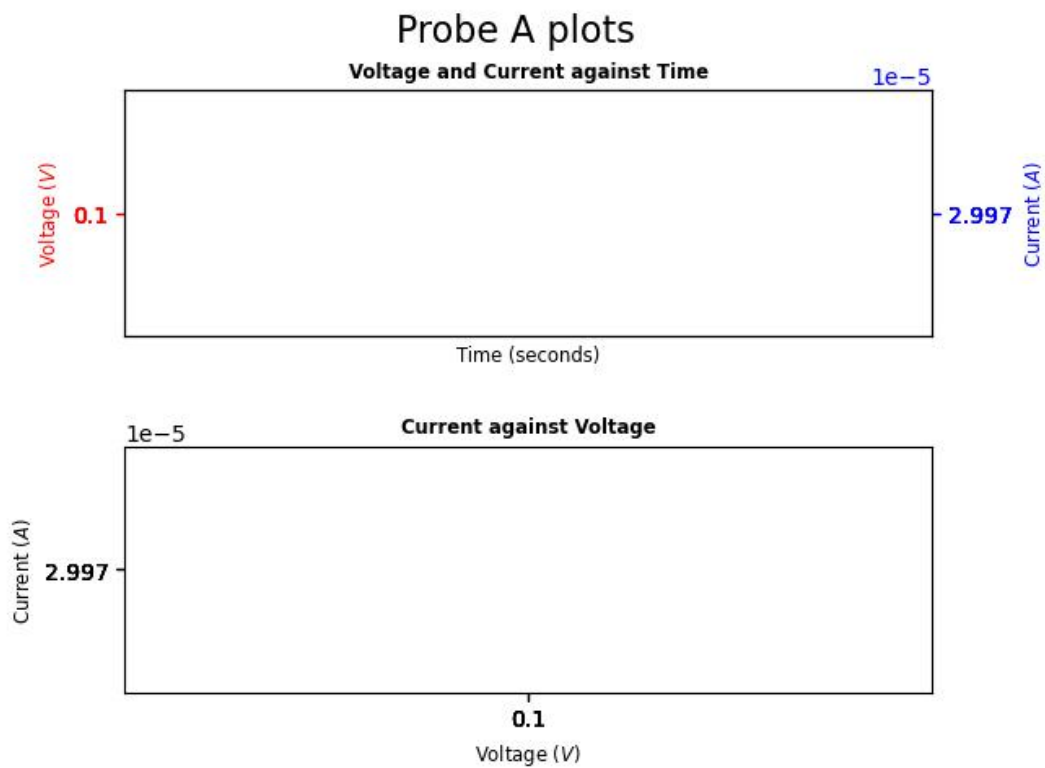 Probe A plots
Voltage and Current against Time
1e−5
Voltage (V)
0.1
2.997
Current (A)
Time (seconds)
Current against Voltage
1e−5
Current (A)
2.997
0.1
Voltage (V)